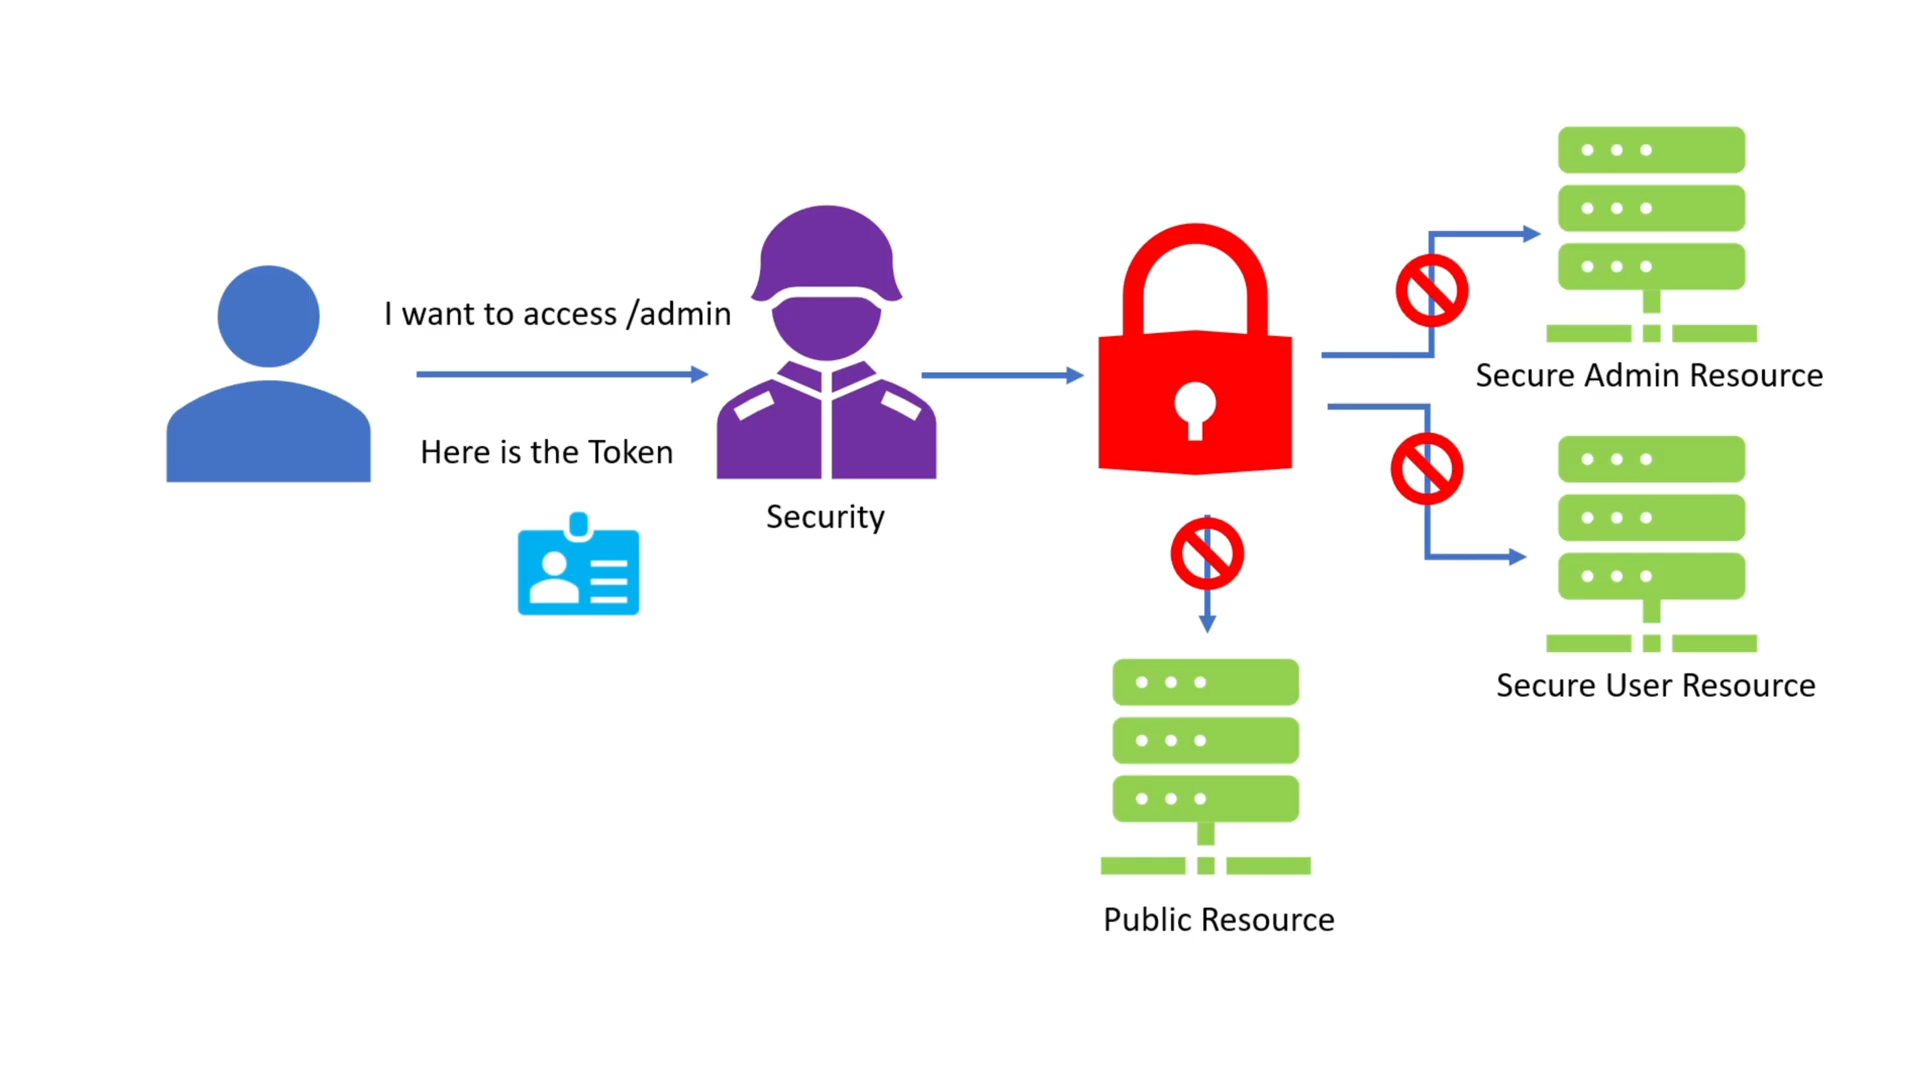 I want to access /admin
Here is the Token
Security
Secure Admin Resource
Secure User Resource
Public Resource